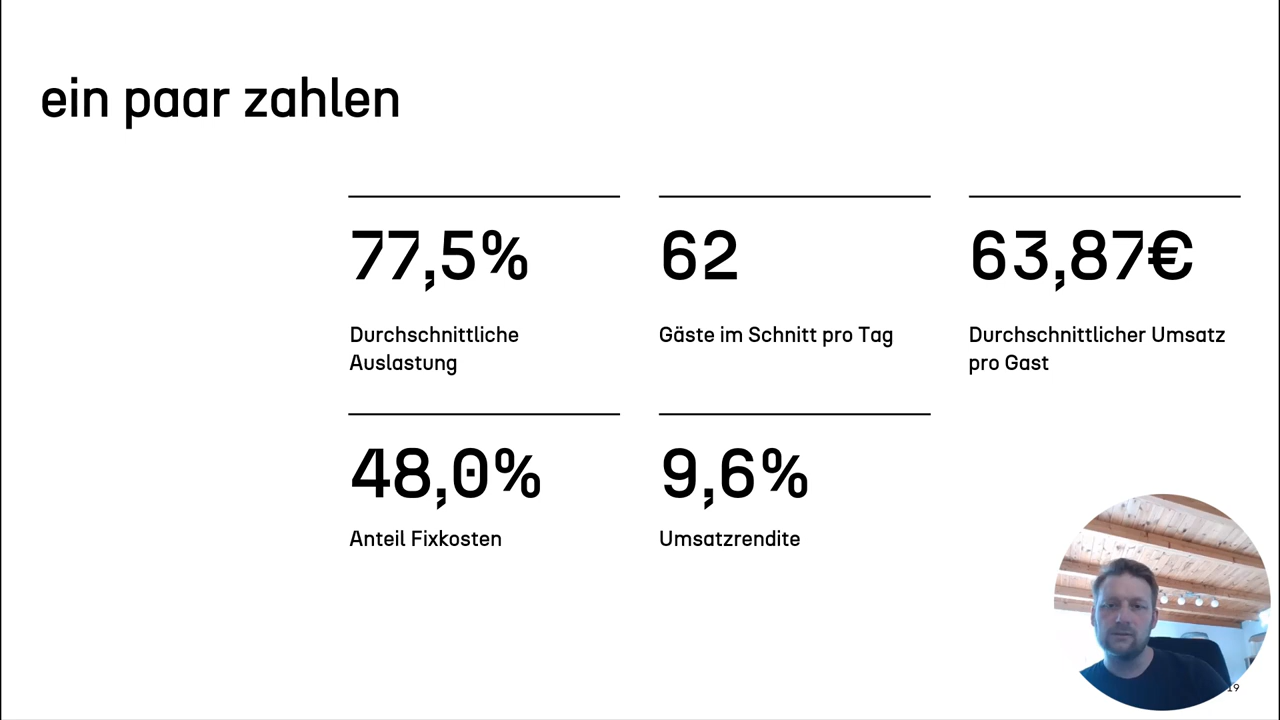 ein paar zahlen
77,5%
Durchschnittliche
Auslastung
62
Gäste im Schnitt pro Tag
63,87€
Durchschnittlicher Umsatz
pro Gast
48,0%
Anteil Fixkosten
9,6%
Umsatzrendite
19